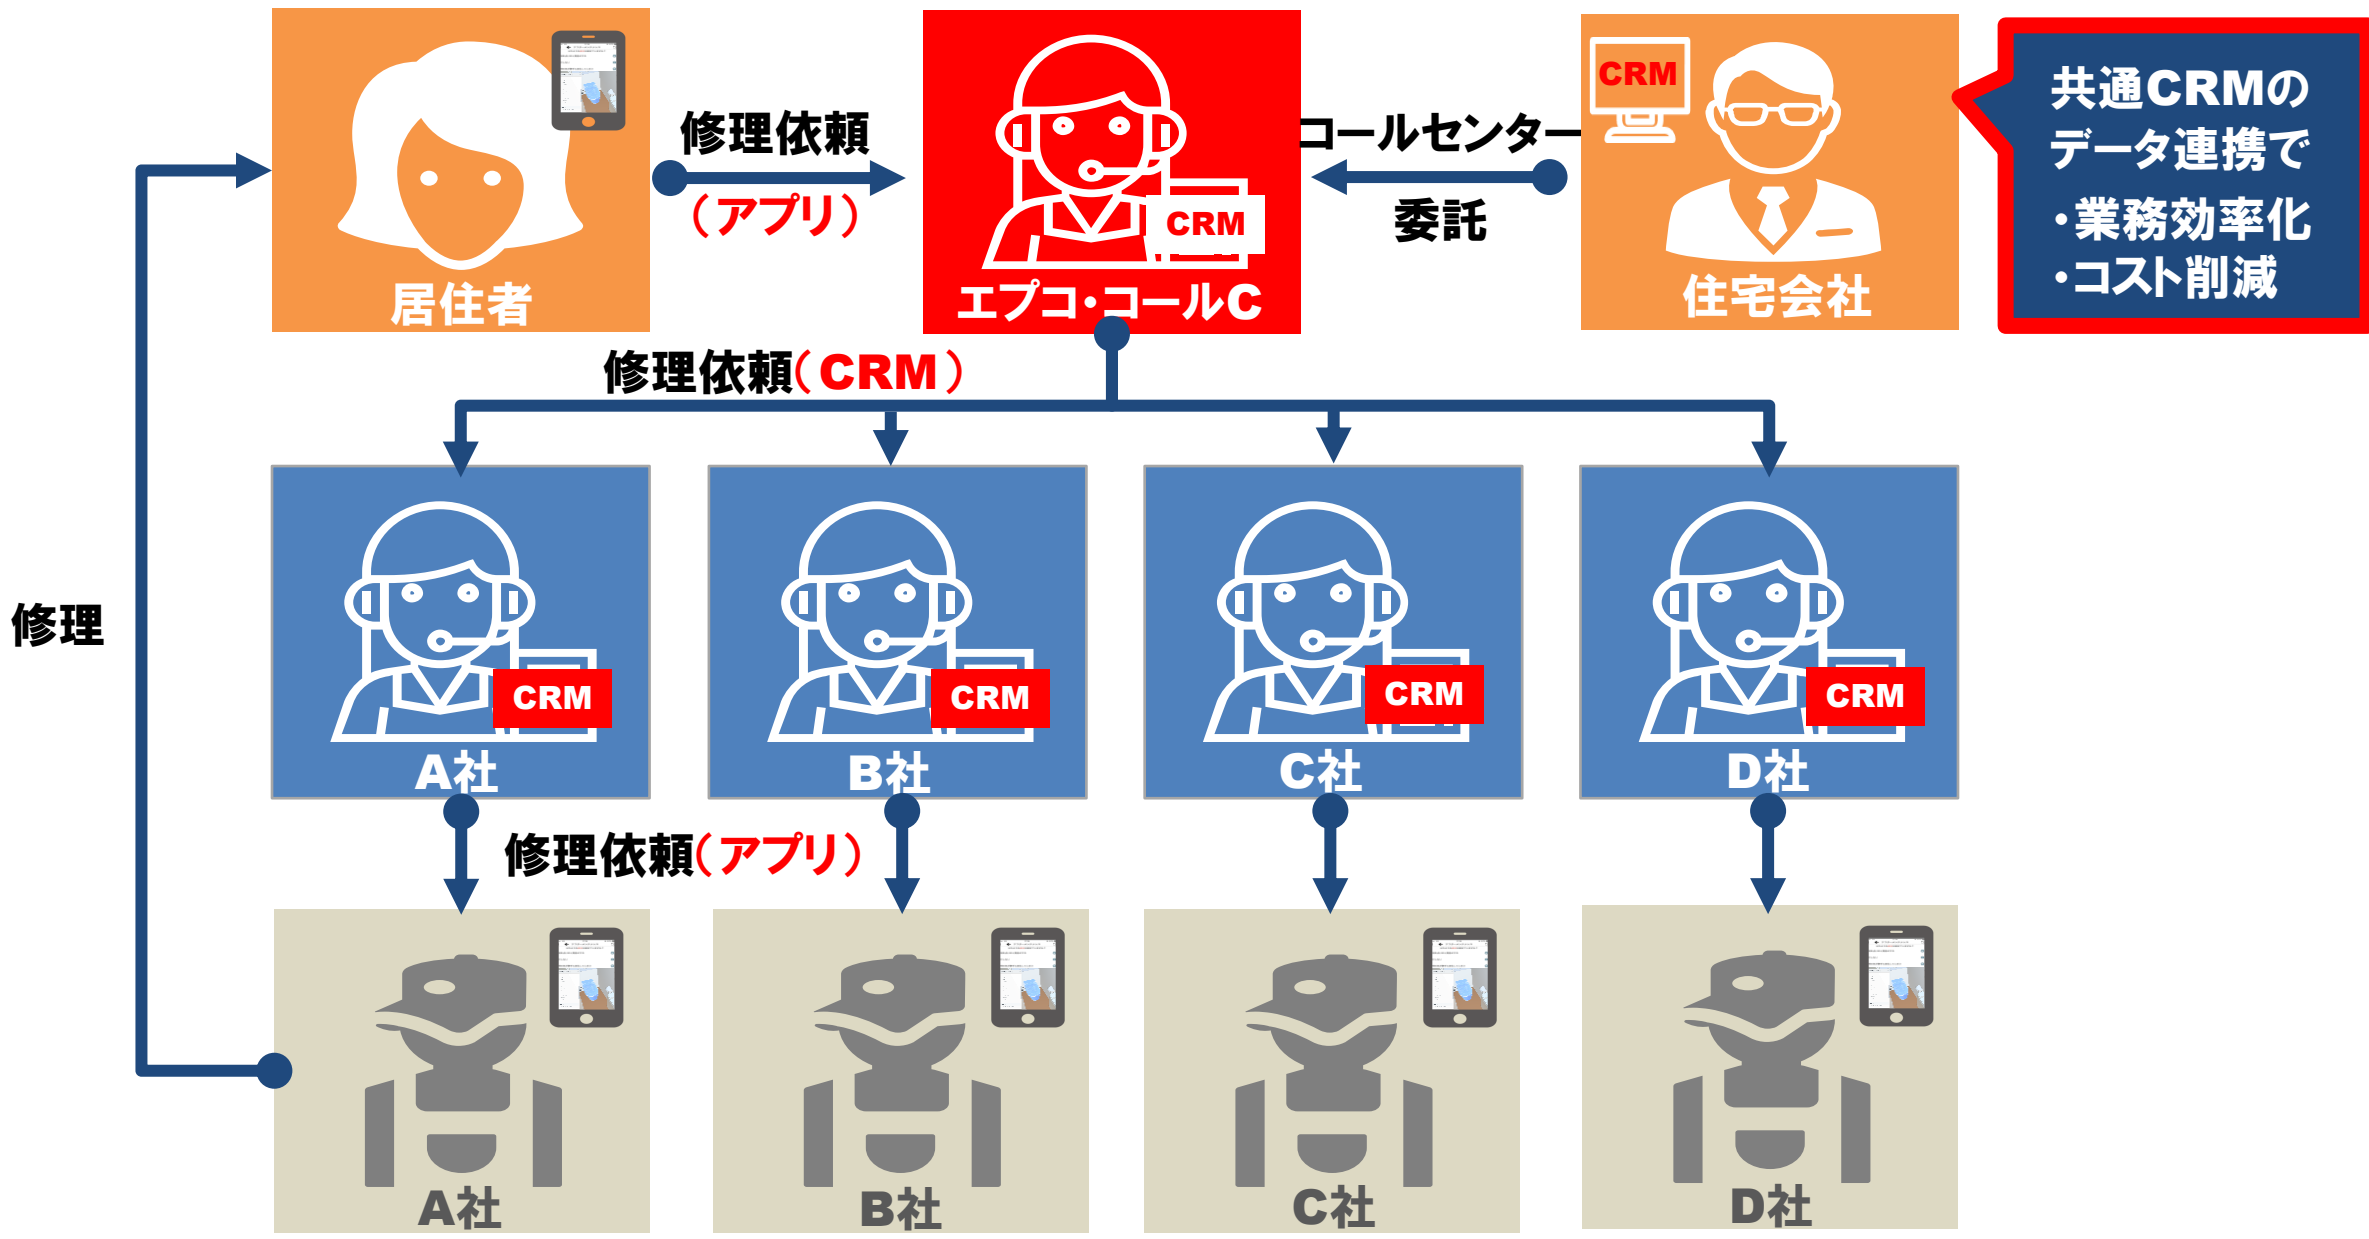 CRM
共通CRMの
データ連携で
・業務効率化
・コスト削減
修理依頼
（アプリ）
コールセンター
委託
CRM
居住者
エプコ・コールC
住宅会社
修理依頼（CRM）
修理
CRM
CRM
CRM
CRM
A社
B社
C社
D社
修理依頼（アプリ）
A社
B社
C社
D社